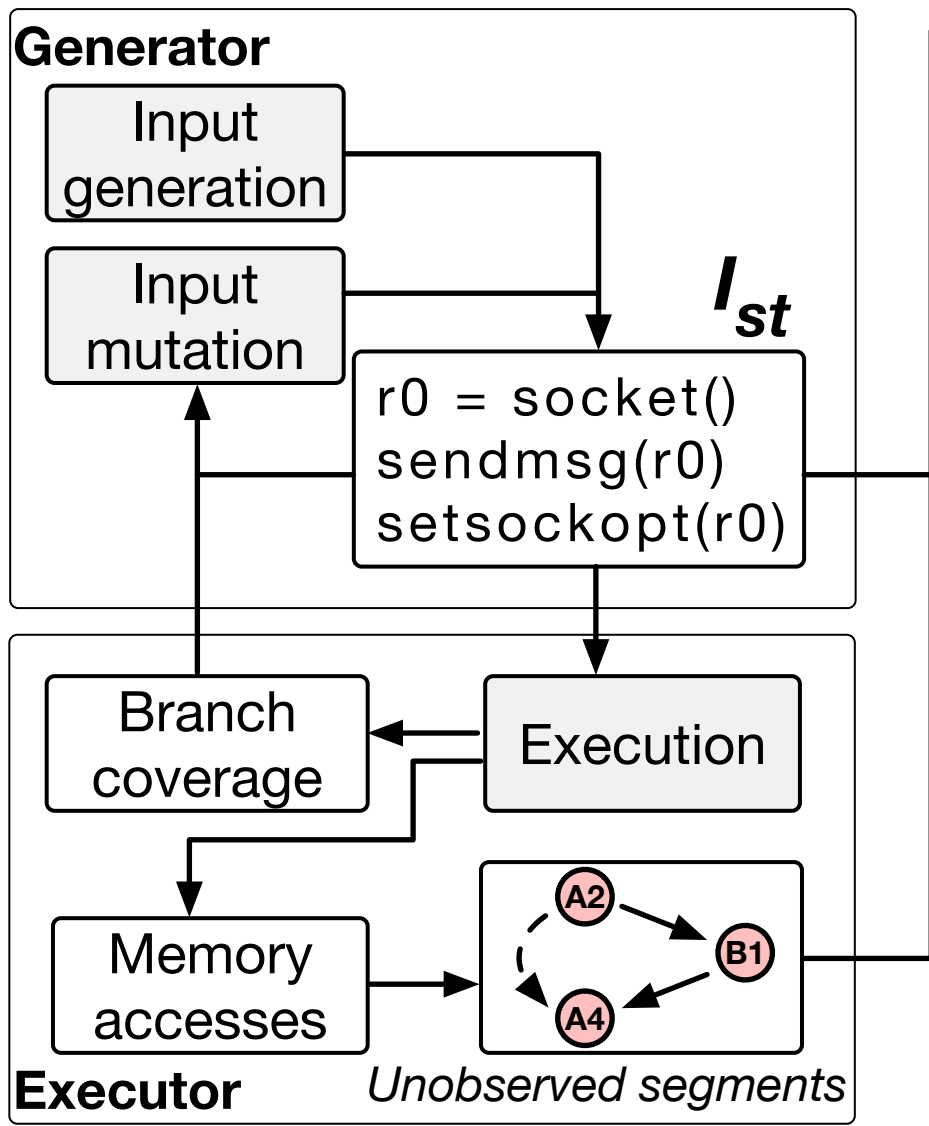 Generator
Input
generation
Input
mutation
I_st
r0 = socket()
sendmsg(r0)
setsockopt(r0)
Branch
coverage
Execution
Memory
accesses
A2
B1
A4
Unobserved segments
Executor